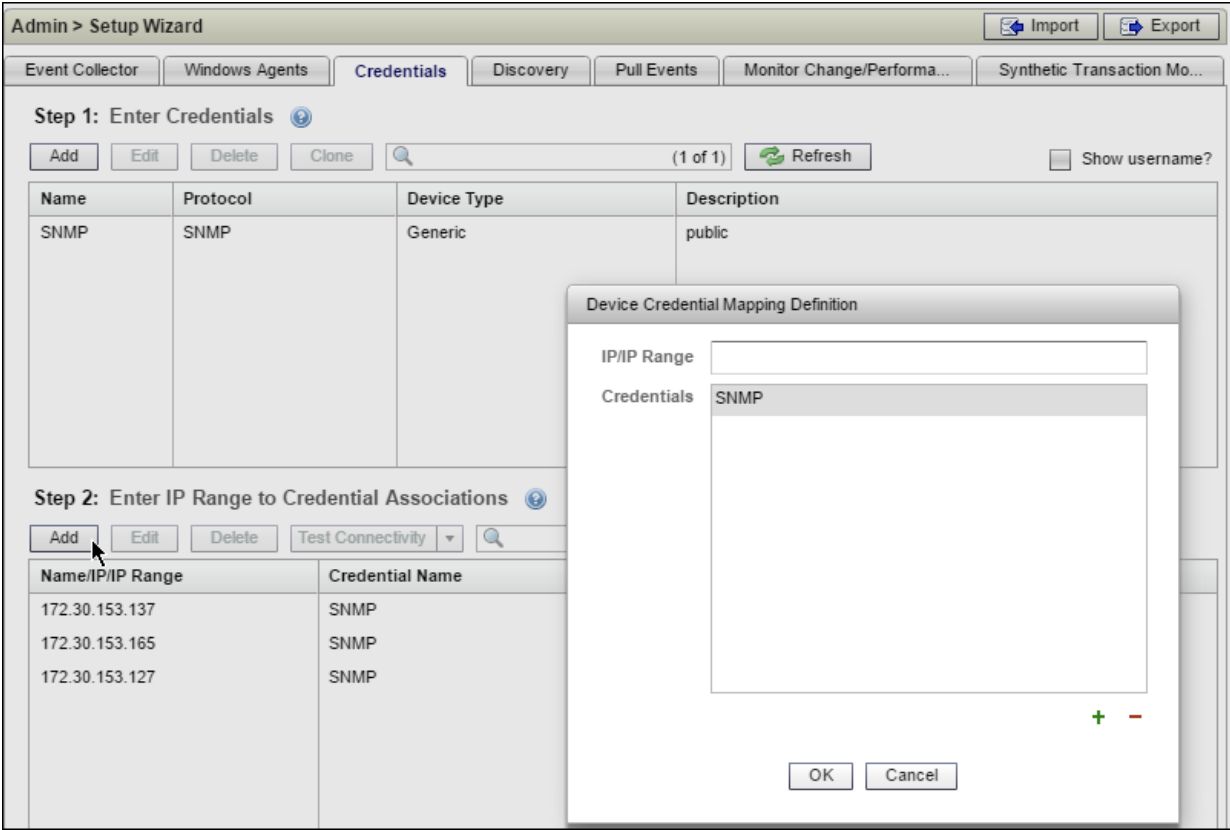 Admin > Setup Wizard Import Export
Event Collector Windows Agents Credentials Discovery Pull Events Monitor Change/Performa... Synthetic Transaction Mo...
Step 1: Enter Credentials
Add Edit Delete Clone (1 of 1) Refresh Show username?
Name Protocol Device Type Description
SNMP SNMP Generic public
Device Credential Mapping Definition
IP/IP Range
Credentials SNMP
+ −
OK Cancel
Step 2: Enter IP Range to Credential Associations
Add Edit Delete Test Connectivity
Name/IP/IP Range Credential Name
172.30.153.137 SNMP
172.30.153.165 SNMP
172.30.153.127 SNMP